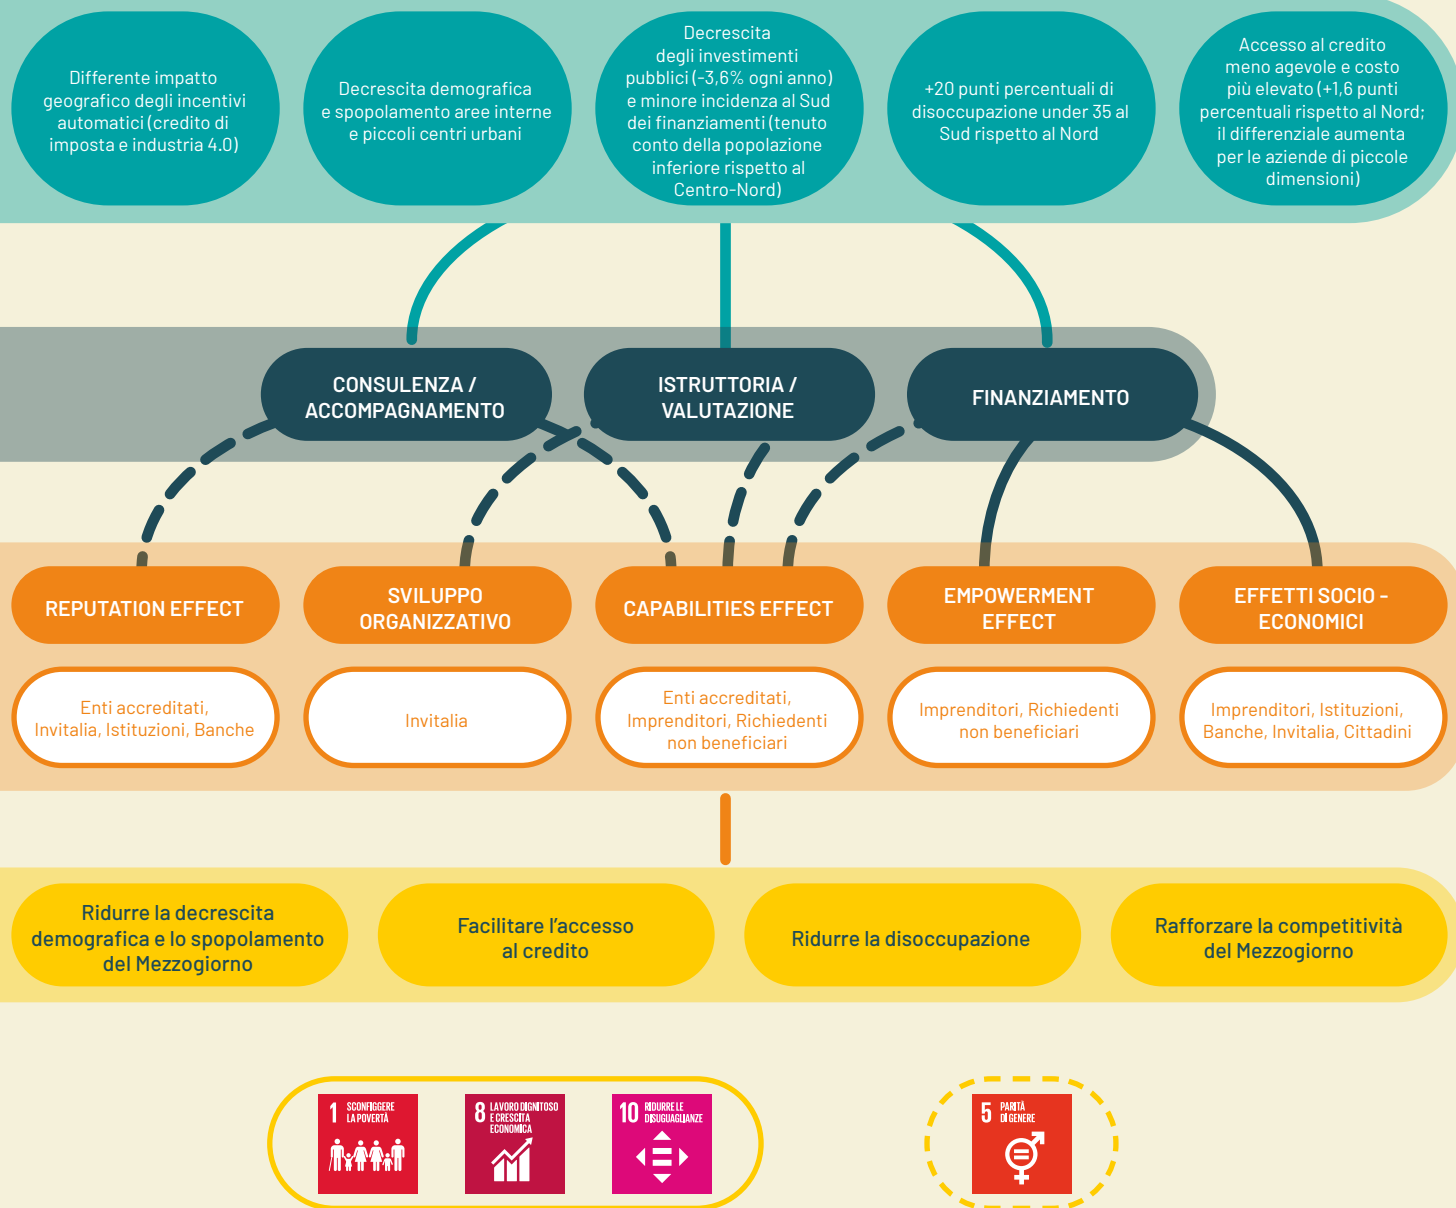 Differente impatto
geografico degli incentivi
automatici (credito di
imposta e industria 4.0)
Decrescita demografica
e spopolamento aree interne
e piccoli centri urbani
Decrescita
degli investimenti
pubblici (-3,6% ogni anno)
e minore incidenza al Sud
dei finanziamenti (tenuto
conto della popolazione
inferiore rispetto al
Centro-Nord)
+20 punti percentuali di
disoccupazione under 35 al
Sud rispetto al Nord
Accesso al credito
meno agevole e costo
più elevato (+1,6 punti
percentuali rispetto al Nord;
il differenziale aumenta
per le aziende di piccole
dimensioni)
CONSULENZA /
ACCOMPAGNAMENTO
ISTRUTTORIA /
VALUTAZIONE
FINANZIAMENTO
REPUTATION EFFECT
SVILUPPO
ORGANIZZATIVO
CAPABILITIES EFFECT
EMPOWERMENT
EFFECT
EFFETTI SOCIO -
ECONOMICI
Enti accreditati,
Invitalia, Istituzioni, Banche
Invitalia
Enti accreditati,
Imprenditori, Richiedenti
non beneficiari
Imprenditori, Richiedenti
non beneficiari
Imprenditori, Istituzioni,
Banche, Invitalia, Cittadini
Ridurre la decrescita
demografica e lo spopolamento
del Mezzogiorno
Facilitare l'accesso
al credito
Ridurre la disoccupazione
Rafforzare la competitività
del Mezzogiorno
1 SCONFIGGERE
LA POVERTÀ
8 LAVORO DIGNITOSO
E CRESCITA
ECONOMICA
10 RIDURRE LE
DISUGUAGLIANZE
5 PARITÀ
DI GENERE